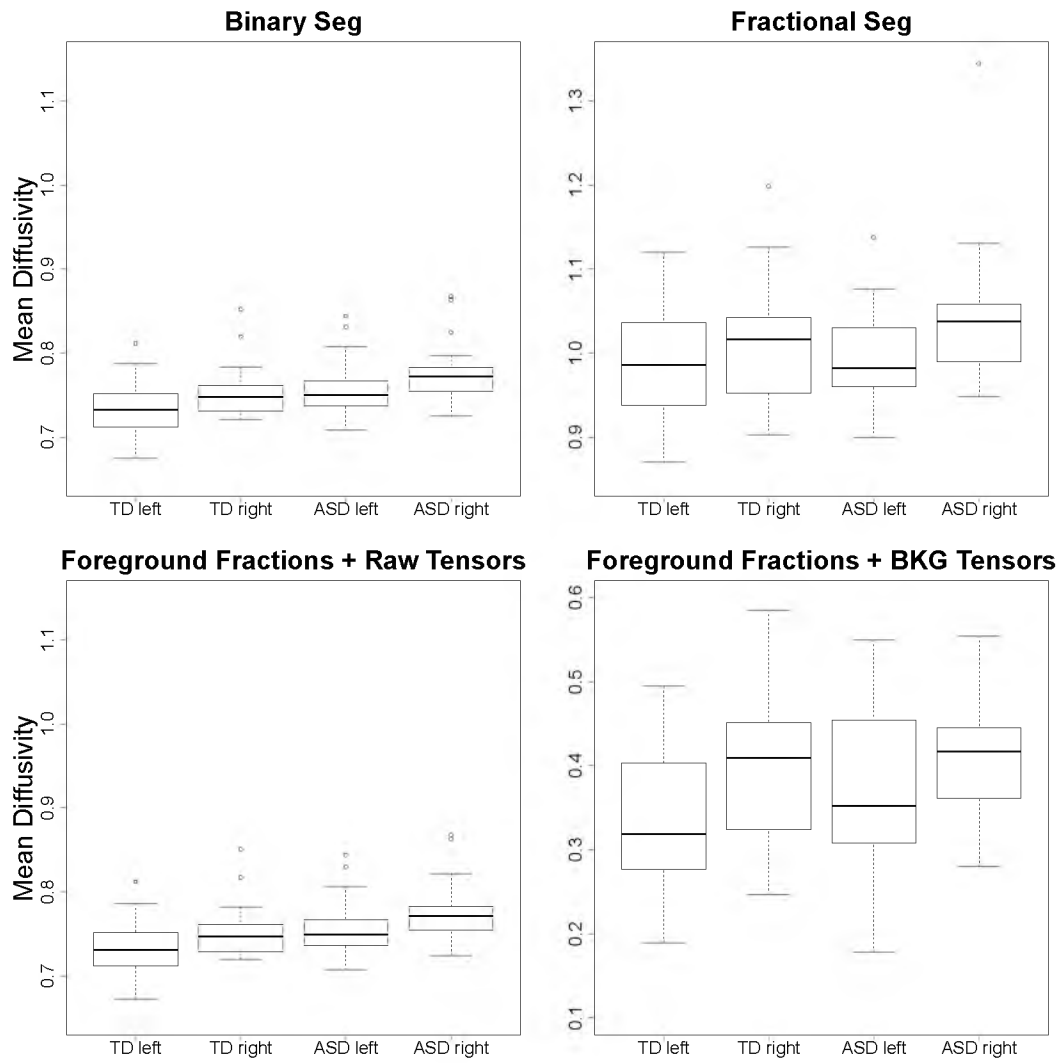 Binary Seg
Mean Diffusivity
1.1
1.0
0.9
0.8
0.7
TD left TD right ASD left ASD right
Fractional Seg
1.3
1.2
1.1
1.0
0.9
TD left TD right ASD left ASD right
Foreground Fractions + Raw Tensors
Mean Diffusivity
1.1
1.0
0.9
0.8
0.7
TD left TD right ASD left ASD right
Foreground Fractions + BKG Tensors
0.6
0.5
0.4
0.3
0.2
0.1
TD left TD right ASD left ASD right